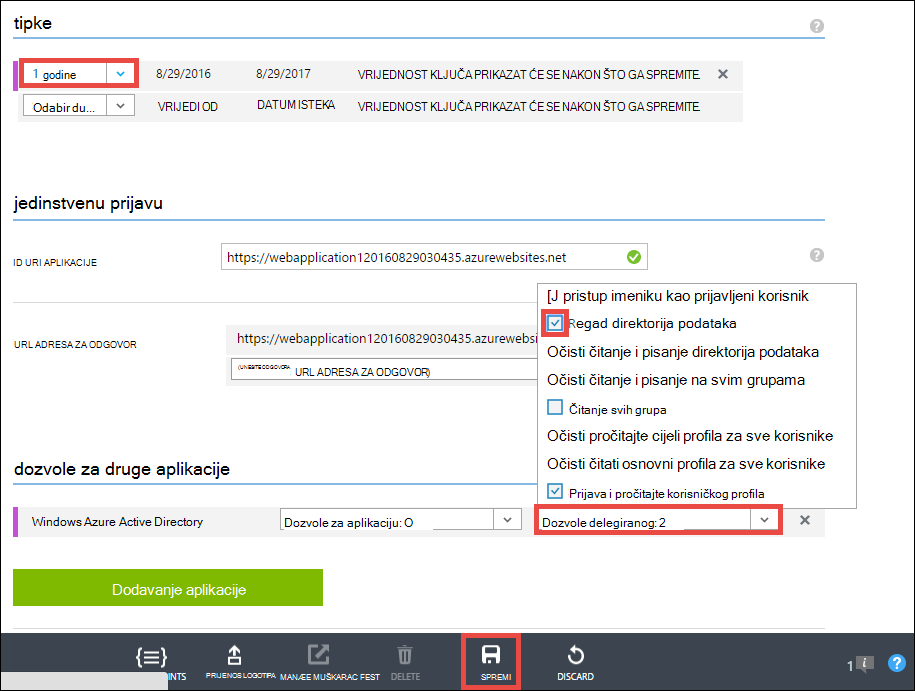 tipke
1 godine 8/29/2016 8/29/2017 VRIJEDNOST KLJUČA PRIKAZAT ĆE SE NAKON ŠTO GA SPREMITE.
Odabir du... VRIJEDI OD DATUM ISTEKA VRIJEDNOST KLJUČA PRIKAZAT ĆE SE NAKON ŠTO GA SPREMITE.
jedinstvenu prijavu
ID URI APLIKACIJE https://webapplication120160829030435.azurewebsites.net
[J pristup imeniku kao prijavljeni korisnik
Regad direktorija podataka
URL ADRESA ZA ODGOVOR https://webapplication120160829030435.azurewebsi
Očisti čitanje i pisanje direktorija podataka
(UNESITE ODGOVORA URL ADRESA ZA ODGOVOR)
Očisti čitanje i pisanje na svim grupama
Čitanje svih grupa
Očisti pročitajte cijeli profila za sve korisnike
Očisti čitati osnovni profila za sve korisnike
Prijava i pročitajte korisničkog profila
dozvole za druge aplikacije
Windows Azure Active Directory Dozvole za aplikaciju: O Dozvole delegiranog: 2
Dodavanje aplikacije
INTS PRIJENOS LOGOTIPA MANÆE MUŠKARAC FEST DELETE SPREMI DISCARD 1